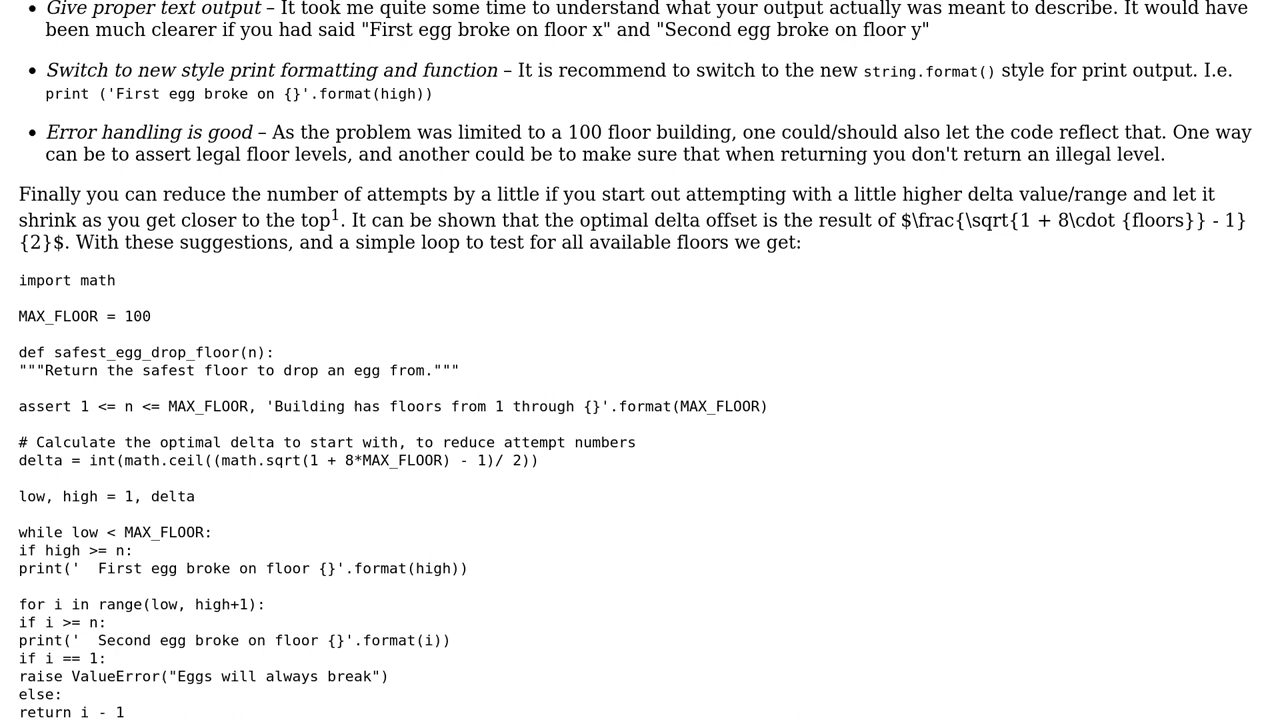 • Give proper text output – It took me quite some time to understand what your output actually was meant to describe. It would have
been much clearer if you had said "First egg broke on floor x" and "Second egg broke on floor y"
• Switch to new style print formatting and function – It is recommend to switch to the new string.format() style for print output. I.e.
print ('First egg broke on {}'.format(high))
• Error handling is good – As the problem was limited to a 100 floor building, one could/should also let the code reflect that. One way
can be to assert legal floor levels, and another could be to make sure that when returning you don't return an illegal level.
Finally you can reduce the number of attempts by a little if you start out attempting with a little higher delta value/range and let it
shrink as you get closer to the top1. It can be shown that the optimal delta offset is the result of $\frac{\sqrt{1 + 8\cdot {floors}} - 1}
{2}$. With these suggestions, and a simple loop to test for all available floors we get:
import math
MAX_FLOOR = 100
def safest_egg_drop_floor(n):
"""Return the safest floor to drop an egg from."""
assert 1 <= n <= MAX_FLOOR, 'Building has floors from 1 through {}'.format(MAX_FLOOR)
# Calculate the optimal delta to start with, to reduce attempt numbers
delta = int(math.ceil((math.sqrt(1 + 8*MAX_FLOOR) - 1)/ 2))
low, high = 1, delta
while low < MAX_FLOOR:
if high >= n:
print('  First egg broke on floor {}'.format(high))
for i in range(low, high+1):
if i >= n:
print('  Second egg broke on floor {}'.format(i))
if i == 1:
raise ValueError("Eggs will always break")
else:
return i - 1